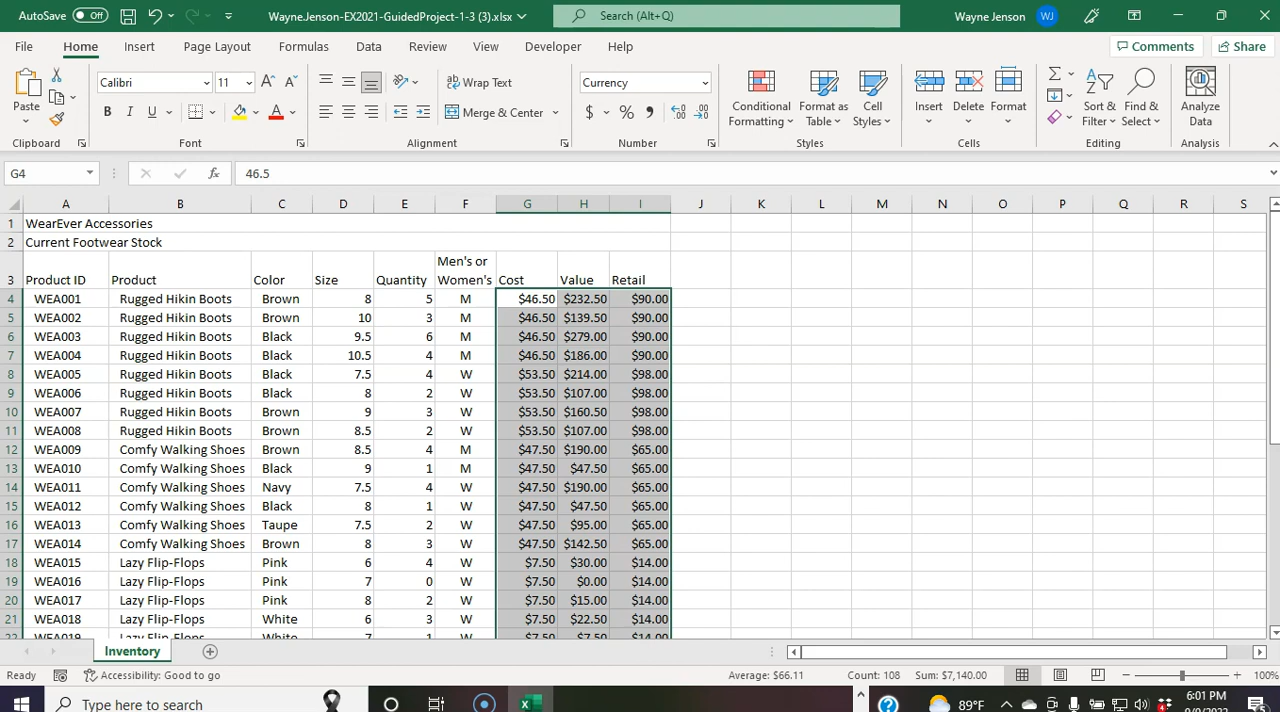 AutoSave Off WayneJenson-EX2021-GuidedProject-1-3 (3).xlsx Search (Alt+Q) Wayne Jenson WJ
File Home Insert Page Layout Formulas Data Review View Developer Help Comments Share
Paste Calibri 11 A A Wrap Text Currency Conditional Formatting Format as Table Cell Styles Insert Delete Format Sort & Filter Find & Select Analyze Data
B I U A Merge & Center $ % 9
Clipboard Font Alignment Number Styles Cells Editing Analysis
G4 fx 46.5
A B C D E F G H I J K L M N O P Q R S
1 WearEver Accessories
2 Current Footwear Stock
Men's or
3 Product ID Product Color Size Quantity Women's Cost Value Retail
4 WEA001 Rugged Hikin Boots Brown 8 5 M $46.50 $232.50 $90.00
5 WEA002 Rugged Hikin Boots Brown 10 3 M $46.50 $139.50 $90.00
6 WEA003 Rugged Hikin Boots Black 9.5 6 M $46.50 $279.00 $90.00
7 WEA004 Rugged Hikin Boots Black 10.5 4 M $46.50 $186.00 $90.00
8 WEA005 Rugged Hikin Boots Black 7.5 4 W $53.50 $214.00 $98.00
9 WEA006 Rugged Hikin Boots Black 8 2 W $53.50 $107.00 $98.00
10 WEA007 Rugged Hikin Boots Brown 9 3 W $53.50 $160.50 $98.00
11 WEA008 Rugged Hikin Boots Brown 8.5 2 W $53.50 $107.00 $98.00
12 WEA009 Comfy Walking Shoes Brown 8.5 4 M $47.50 $190.00 $65.00
13 WEA010 Comfy Walking Shoes Black 9 1 M $47.50 $47.50 $65.00
14 WEA011 Comfy Walking Shoes Navy 7.5 4 W $47.50 $190.00 $65.00
15 WEA012 Comfy Walking Shoes Black 8 1 W $47.50 $47.50 $65.00
16 WEA013 Comfy Walking Shoes Taupe 7.5 2 W $47.50 $95.00 $65.00
17 WEA014 Comfy Walking Shoes Brown 8 3 W $47.50 $142.50 $65.00
18 WEA015 Lazy Flip-Flops Pink 6 4 W $7.50 $30.00 $14.00
19 WEA016 Lazy Flip-Flops Pink 7 0 W $7.50 $0.00 $14.00
20 WEA017 Lazy Flip-Flops Pink 8 2 W $7.50 $15.00 $14.00
21 WEA018 Lazy Flip-Flops White 6 3 W $7.50 $22.50 $14.00
22 WEA019 Lazy Flip-Flops White 7 1 W $7.50 $7.50 $14.00
Inventory
Ready Accessibility: Good to go Average: $66.11 Count: 108 Sum: $7,140.00 100%
Type here to search 89°F 6:01 PM